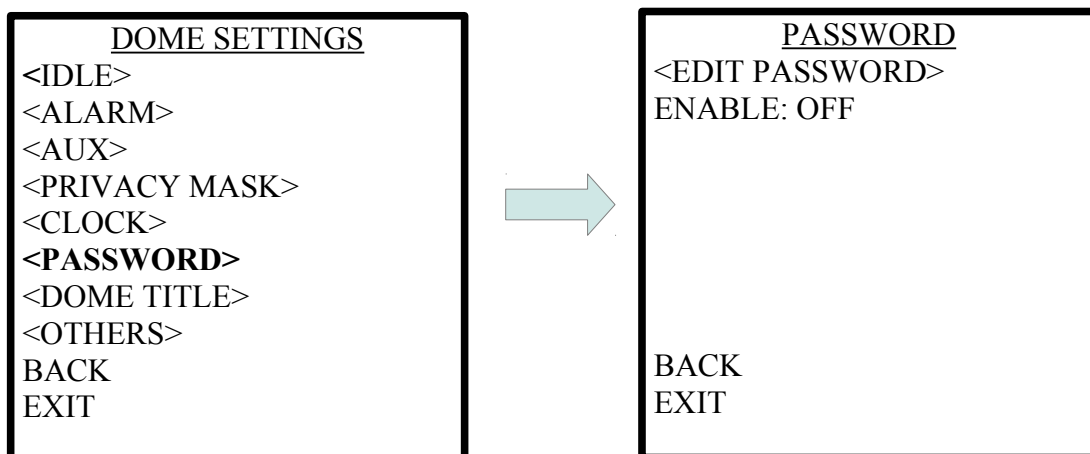 DOME SETTINGS
<IDLE>
<ALARM>
<AUX>
<PRIVACY MASK>
<CLOCK>
<PASSWORD>
<DOME TITLE>
<OTHERS>
BACK
EXIT
PASSWORD
<EDIT PASSWORD>
ENABLE: OFF
BACK
EXIT